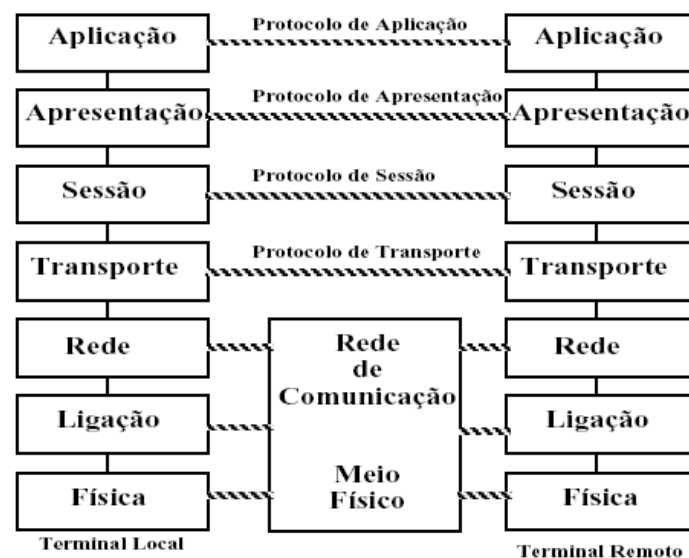 Aplicação
Protocolo de Aplicação
Aplicação
Apresentação
Protocolo de Apresentação
Apresentação
Sessão
Protocolo de Sessão
Sessão
Transporte
Protocolo de Transporte
Transporte
Rede
Rede
de
Comunicação
Rede
Ligação
Ligação
Física
Meio
Físico
Física
Terminal Local
Terminal Remoto